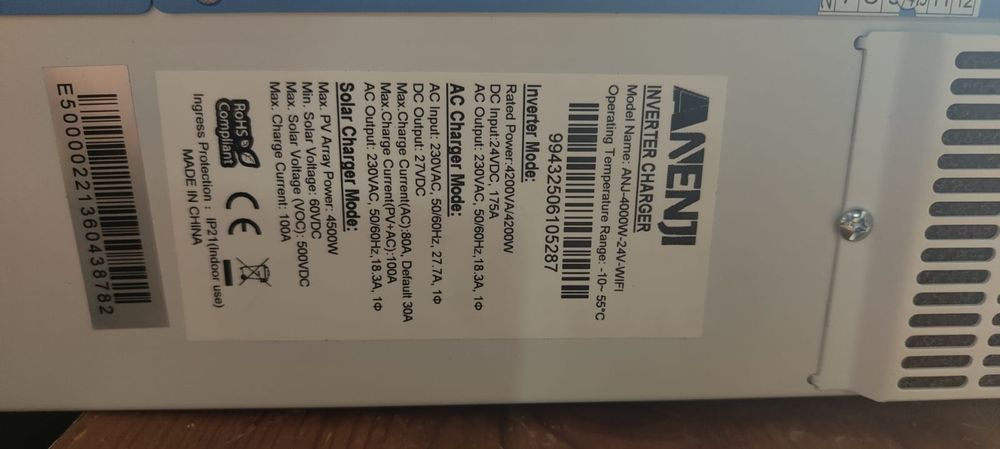 ANENJI
INVERTER CHARGER
Model Name: ANJ-4000W-24V-WIFI
Operating Temperature Range: -10~ 55°C
99432506105287
Inverter Mode:
Rated Power:4200VA/4200W
DC Input:24VDC, 175A
AC Output: 230VAC, 50/60Hz,18.3A, 1Φ
AC Charger Mode:
AC Input: 230VAC, 50/60Hz, 27.7A, 1Φ
DC Output: 27VDC
Max.Charge Current(AC):80A, Default 30A
Max.Charge Current(PV+AC):100A
AC Output: 230VAC, 50/60Hz,18.3A, 1Φ
Solar Charger Mode:
Max. PV Array Power: 4500W
Min. Solar Voltage: 60VDC
Max. Solar Voltage (VOC): 500VDC
Max. Charge Current: 100A
RoHS
Compliant
CE
Ingress Protection : IP21(Indoor use)
MADE IN CHINA
E50000221360438782
11 12